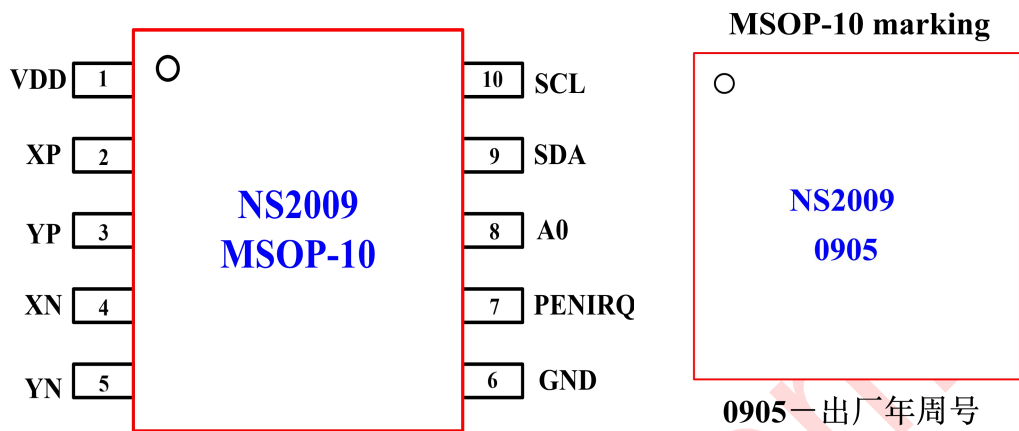 VDD 1
XP 2
YP 3
XN 4
YN 5
NS2009
MSOP-10
10 SCL
9 SDA
8 A0
7 PENIRQ
6 GND
MSOP-10 marking
NS2009
0905
0905－出厂年周号